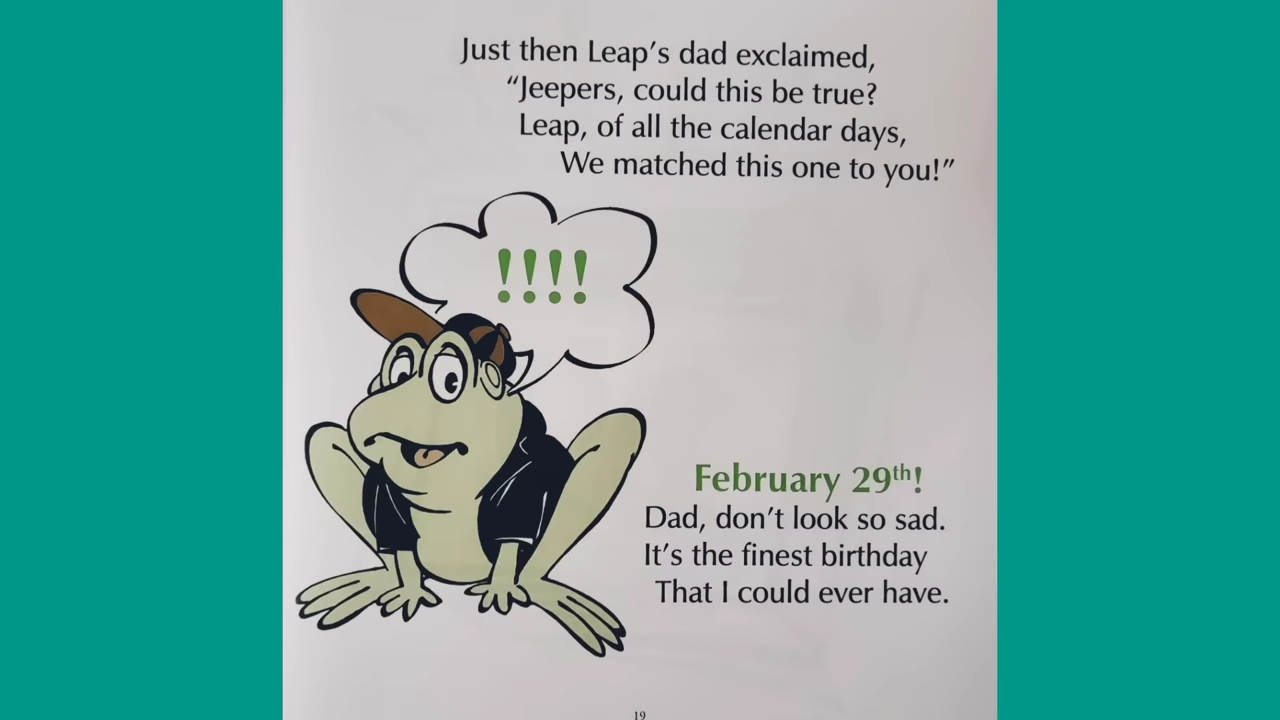 Just then Leap's dad exclaimed,
“Jeepers, could this be true?
Leap, of all the calendar days,
We matched this one to you!”
!!!!
February 29th!
Dad, don't look so sad.
It's the finest birthday
That I could ever have.
19